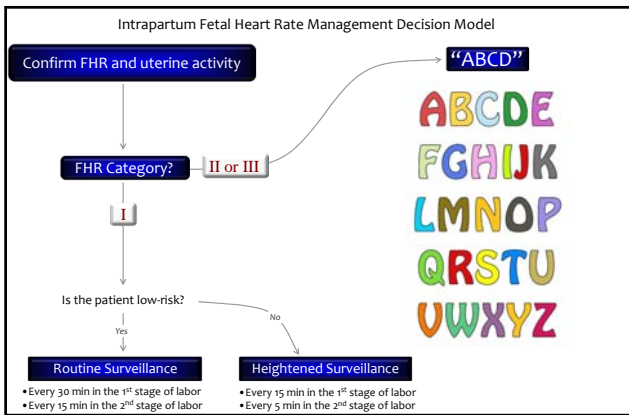 Intrapartum Fetal Heart Rate Management Decision Model
Confirm FHR and uterine activity
“ABCD”
FHR Category?
II or III
I
Is the patient low-risk?
Yes
No
Routine Surveillance
• Every 30 min in the 1st stage of labor
• Every 15 min in the 2nd stage of labor
Heightened Surveillance
• Every 15 min in the 1st stage of labor
• Every 5 min in the 2nd stage of labor
ABCDE
FGHIJK
LMNOP
QRSTU
VWXYZ